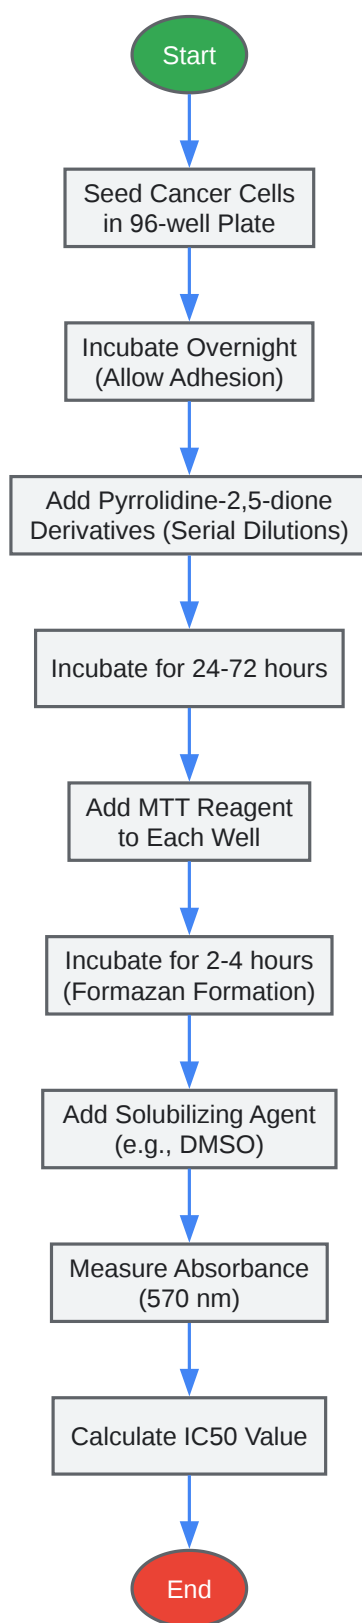 Start
Seed Cancer Cells
in 96-well Plate
Incubate Overnight
(Allow Adhesion)
Add Pyrrolidine-2,5-dione
Derivatives (Serial Dilutions)
Incubate for 24-72 hours
Add MTT Reagent
to Each Well
Incubate for 2-4 hours
(Formazan Formation)
Add Solubilizing Agent
(e.g., DMSO)
Measure Absorbance
(570 nm)
Calculate IC50 Value
End